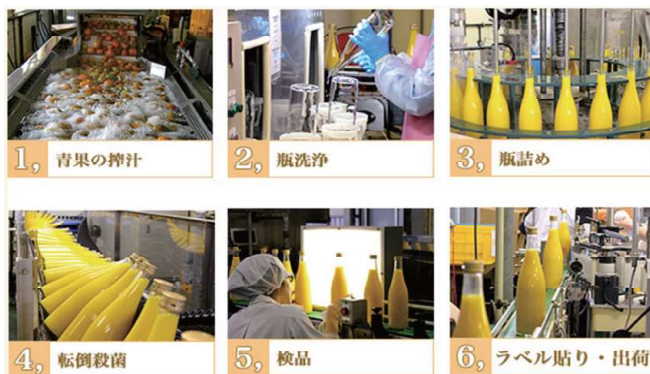 1, 青果の搾汁
2, 瓶洗浄
3, 瓶詰め
4, 転倒殺菌
5, 検品
6, ラベル貼り・出荷